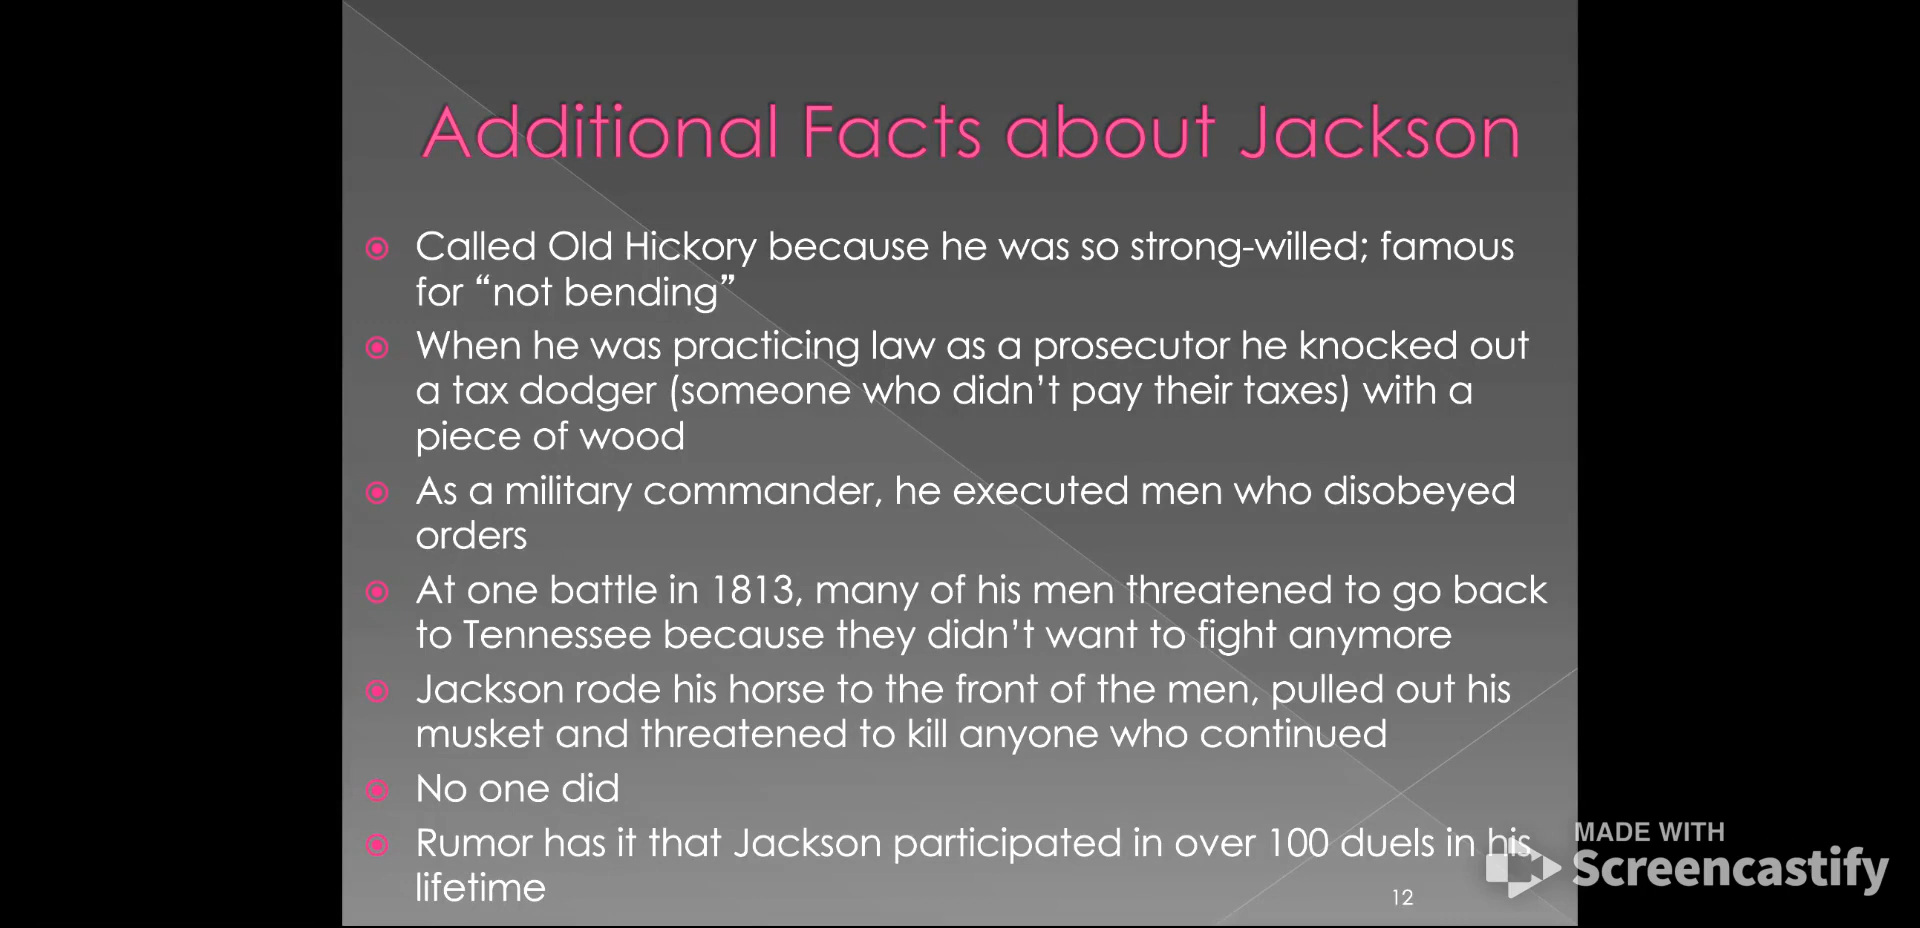 Additional Facts about Jackson
Called Old Hickory because he was so strong-willed; famous
for “not bending”
When he was practicing law as a prosecutor he knocked out
a tax dodger (someone who didn’t pay their taxes) with a
piece of wood
As a military commander, he executed men who disobeyed
orders
At one battle in 1813, many of his men threatened to go back
to Tennessee because they didn’t want to fight anymore
Jackson rode his horse to the front of the men, pulled out his
musket and threatened to kill anyone who continued
No one did
Rumor has it that Jackson participated in over 100 duels in his
lifetime
12
MADE WITH
Screencastify